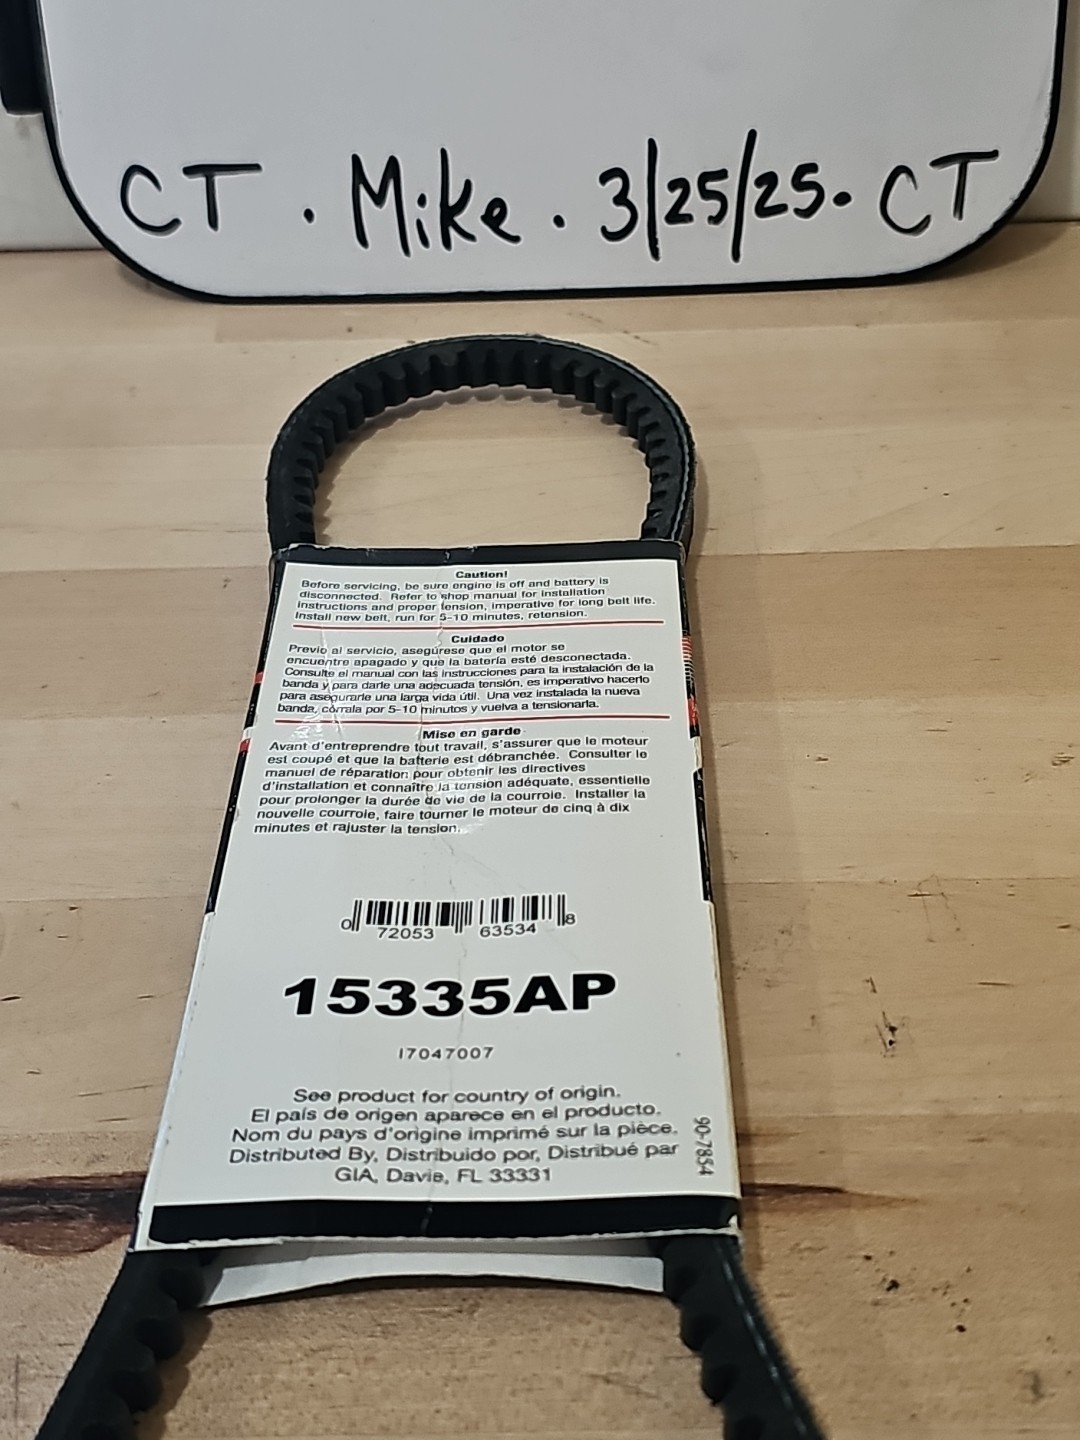 CT . Mike . 3/25/25. CT
Caution!
Before servicing, be sure engine is off and battery is
disconnected. Refer to shop manual for installation
instructions and proper tension, imperative for long belt life.
Install new belt, run for 5-10 minutes, retension.
Cuidado
Previo al servicio, asegúrese que el motor se
encuentre apagado y que la batería esté desconectada.
Consulte el manual con las instrucciones para la instalación de la
banda y para darle una adecuada tensión, es imperativo hacerlo
para asegurarle una larga vida útil. Una vez instalada la nueva
banda, córrala por 5-10 minutos y vuelva a tensionarla.
Mise en garde
Avant d'entreprendre tout travail, s'assurer que le moteur
est coupé et que la batterie est débranchée. Consulter le
manuel de réparation pour obtenir les directives
d'installation et connaître la tension adéquate, essentielle
pour prolonger la durée de vie de la courroie. Installer la
nouvelle courroie, faire tourner le moteur de cinq à dix
minutes et rajuster la tension.
0 72053 63534 8
15335AP
17047007
See product for country of origin.
El país de origen aparece en el producto.
Nom du pays d'origine imprimé sur la pièce.
Distributed By, Distribuido por, Distribué par
GIA, Davie, FL 33331
90-7854